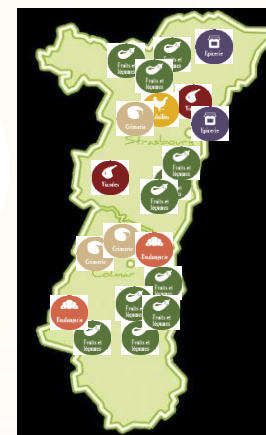 Epicerie
Fruits et
légumes
Fruits et
légumes
Fruits et
légumes
Volailles
Crèmerie
Epicerie
Strasbourg
Fruits et
légumes
Viandes
Fruits et
légumes
Crèmerie
Crèmerie
Boulangerie
Colmar
Fruits et
légumes
Fruits et
légumes
Fruits et
légumes
Boulangerie
Fruits et
légumes
Fruits et
légumes